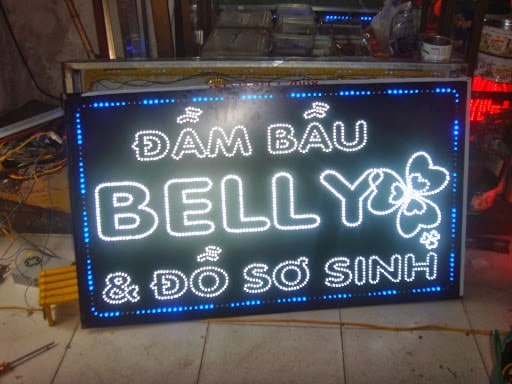 ĐẦM BẦU
BELLY
& ĐỒ SƠ SINH